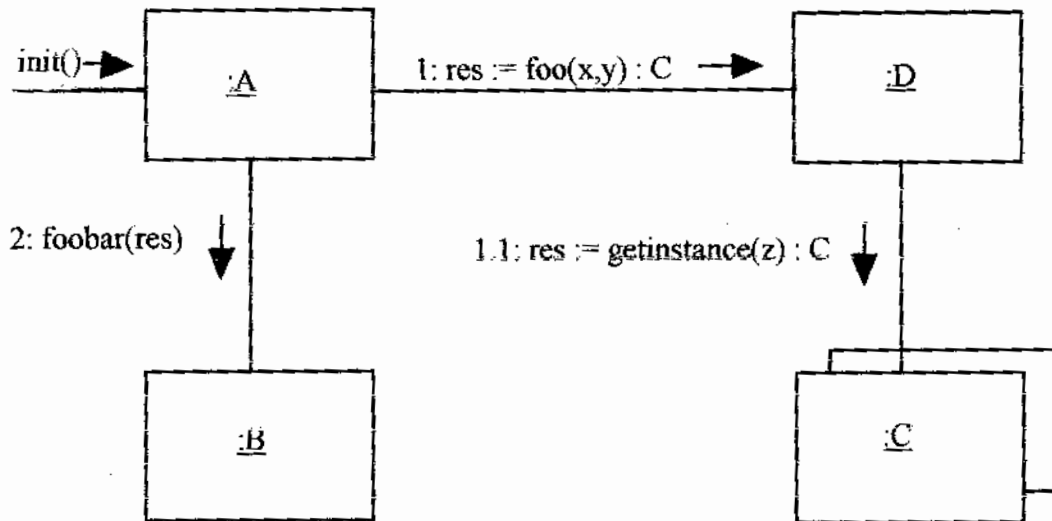 init()
:A
1: res := foo(x,y) : C
:D
2: foobar(res)
1.1: res := getinstance(z) : C
:B
:C